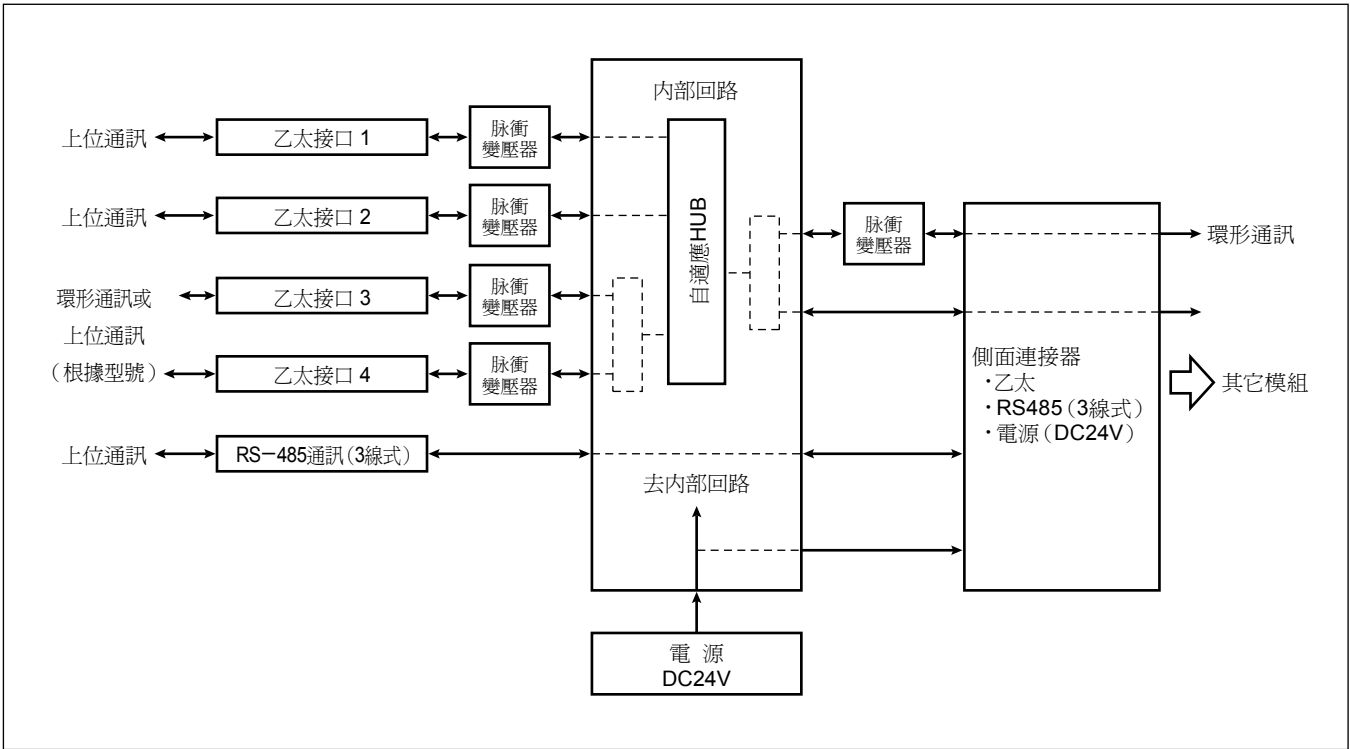 內部回路
上位通訊
乙太接口 1
脉衝
變壓器
上位通訊
乙太接口 2
脉衝
變壓器
自適應HUB
脉衝
變壓器
環形通訊
環形通訊或
上位通訊
（根據型號）
乙太接口 3
脉衝
變壓器
乙太接口 4
脉衝
變壓器
側面連接器
・乙太
・RS485（3線式）
・電源（DC24V）
其它模組
上位通訊
RS−485通訊（3線式）
去內部回路
電 源
DC24V